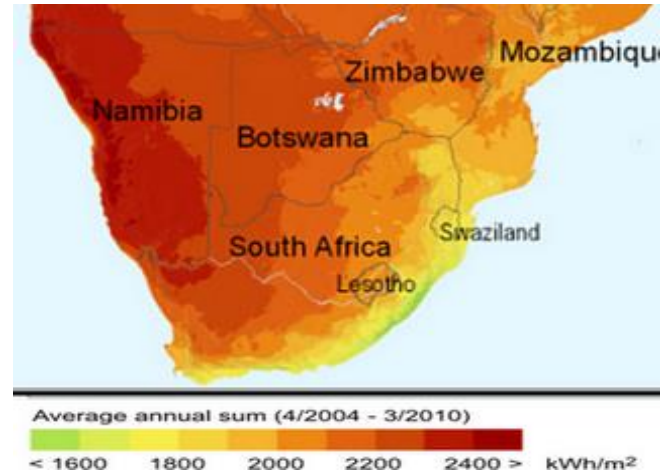 Mozambique
Zimbabwe
Namibia
Botswana
South Africa
Swaziland
Lesotho
Average annual sum (4/2004 - 3/2010)
< 1600 1800 2000 2200 2400 > kWh/m²